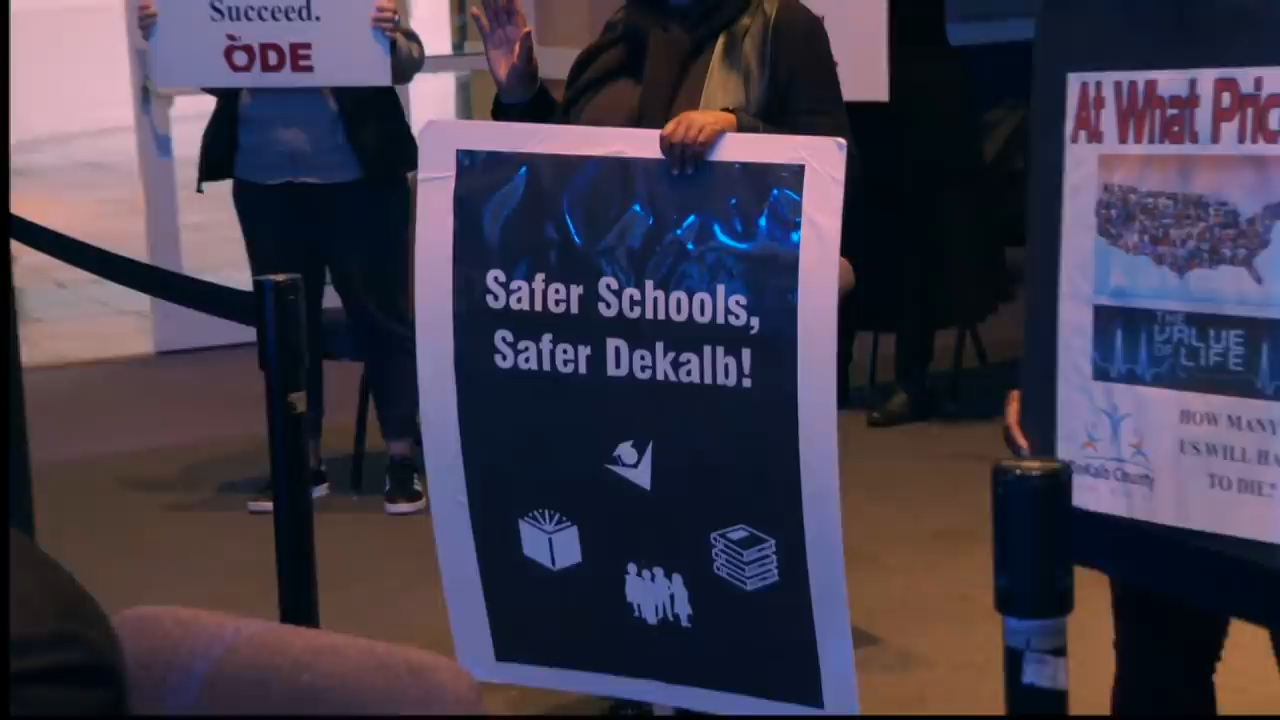 Succeed.
ODE
Safer Schools,
Safer Dekalb!
At What Pric
THE
VALUE
OF LIFE
HOW MANY
US WILL HA
TO DIE"
DeKalb County